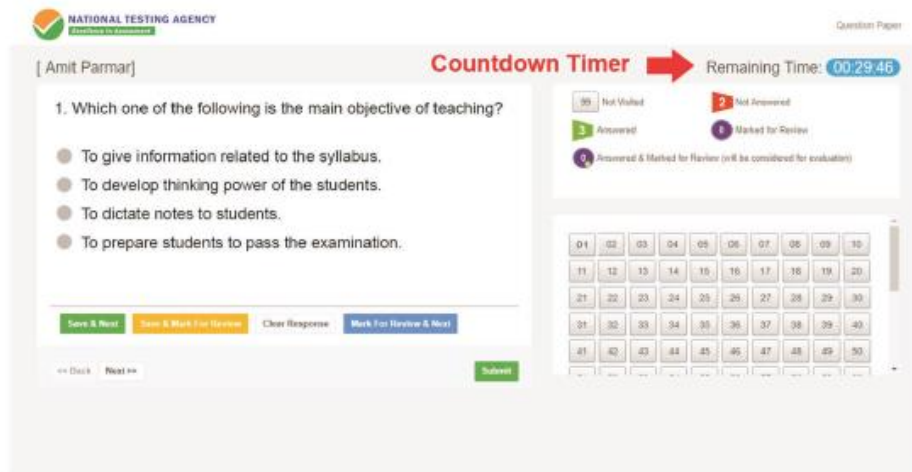 NATIONAL TESTING AGENCY
Excellence in Assessment
Question Paper
[ Amit Parmar]
Countdown Timer
Remaining Time: 00:29:46
1. Which one of the following is the main objective of teaching?
To give information related to the syllabus.
To develop thinking power of the students.
To dictate notes to students.
To prepare students to pass the examination.
Save & Next Save & Mark For Review Clear Response Mark For Review & Next
<< Back Next >> Submit
99 Not Visited 2 Not Answered
3 Answered Marked for Review
Answered & Marked for Review (will be considered for evaluation)
01 02 03 04 05 06 07 08 09 10
11 12 13 14 15 16 17 18 19 20
21 22 23 24 25 26 27 28 29 30
31 32 33 34 35 36 37 38 39 40
41 42 43 44 45 46 47 48 49 50